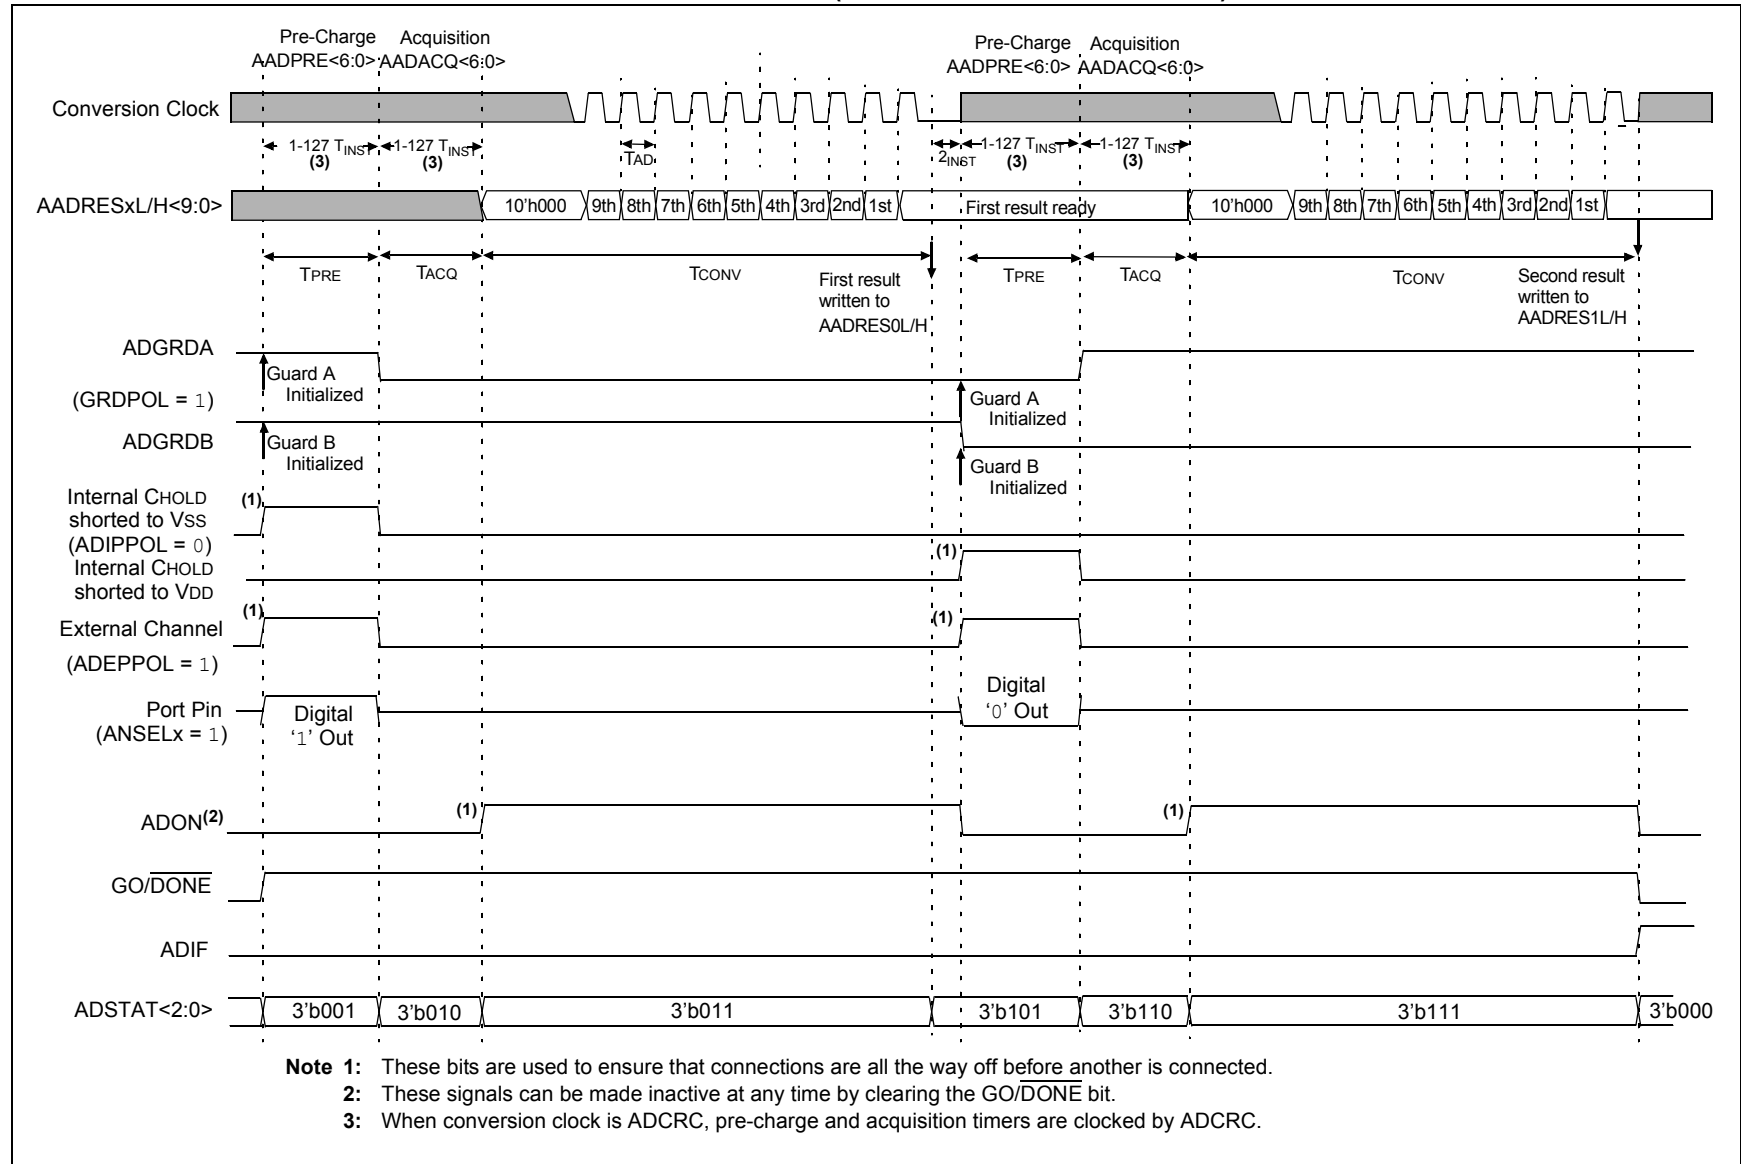 Pre-Charge Acquisition
AADPRE<6:0> AADACQ<6:0>
Pre-Charge Acquisition
AADPRE<6:0> AADACQ<6:0>
Conversion Clock
1-127 TINST 1-127 TINST
(3) (3)
TAD
2INST
1-127 TINST 1-127 TINST
(3) (3)
AADRESxL/H<9:0>
10'h000 9th 8th 7th 6th 5th 4th 3rd 2nd 1st First result ready 10'h000 9th 8th 7th 6th 5th 4th 3rd 2nd 1st
TPRE TACQ TCONV TPRE TACQ TCONV
First result
written to
AADRES0L/H
Second result
written to
AADRES1L/H
ADGRDA
(GRDPOL = 1)
ADGRDB
Guard A
Initialized
Guard B
Initialized
Guard A
Initialized
Guard B
Initialized
Internal CHOLD
shorted to VSS
(ADIPPOL = 0)
(1)
Internal CHOLD
shorted to VDD
(1)
External Channel
(ADEPPOL = 1)
(1) (1)
Port Pin
(ANSELx = 1)
Digital
'1' Out
Digital
'0' Out
ADON(2)
(1) (1)
GO/DONE
ADIF
ADSTAT<2:0>
3'b001 3'b010 3'b011 3'b101 3'b110 3'b111 3'b000
Note 1: These bits are used to ensure that connections are all the way off before another is connected.
2: These signals can be made inactive at any time by clearing the GO/DONE bit.
3: When conversion clock is ADCRC, pre-charge and acquisition timers are clocked by ADCRC.